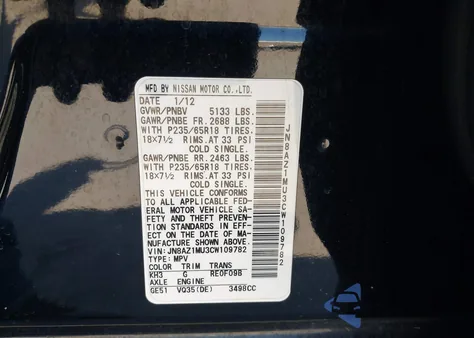 MFD BY NISSAN MOTOR CO.,LTD.
DATE 1/12
GVWR/PNBV 5133 LBS.
GAWR/PNBE FR. 2688 LBS.
WITH P235/65R18 TIRES.
18×7½ RIMS.AT 33 PSI
COLD SINGLE.
GAWR/PNBE RR. 2463 LBS.
WITH P235/65R18 TIRES.
18×7½ RIMS.AT 33 PSI
COLD SINGLE.
THIS VEHICLE CONFORMS
TO ALL APPLICABLE FED-
ERAL MOTOR VEHICLE SA-
FETY AND THEFT PREVEN-
TION STANDARDS IN EFF-
ECT ON THE DATE OF MA-
NUFACTURE SHOWN ABOVE.
VIN:JN8AZ1MU3CW109782
TYPE:MPV
COLOR TRIM TRANS
KH3 G RE0F09B
AXLE ENGINE
GE51 VQ35(DE) 3498CC
JN8AZ1MU3CW109782